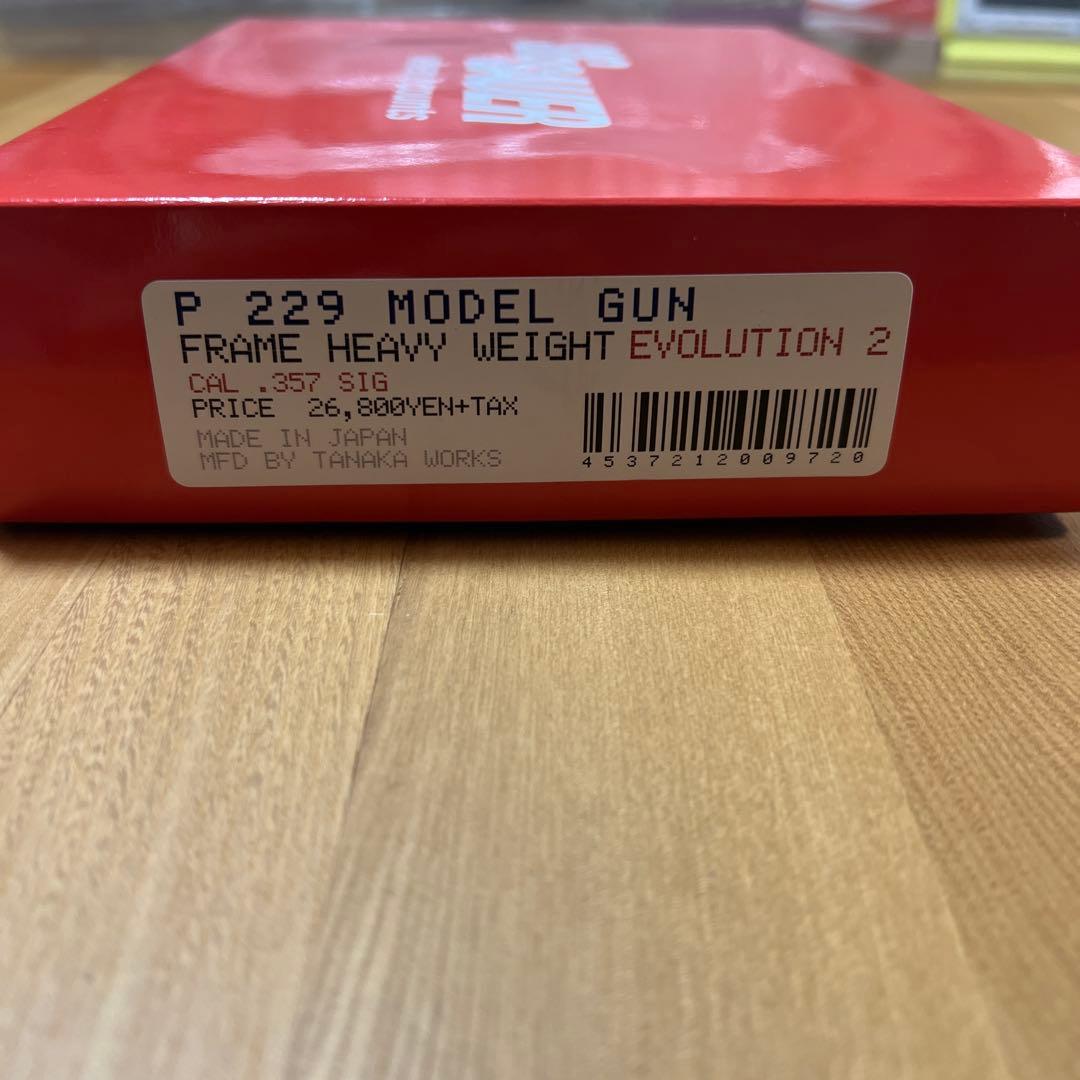 P 229 MODEL GUN
FRAME HEAVY WEIGHT EVOLUTION 2
CAL .357 SIG
PRICE 26,800YEN+TAX
MADE IN JAPAN
MFD BY TANAKA WORKS
4537212009720